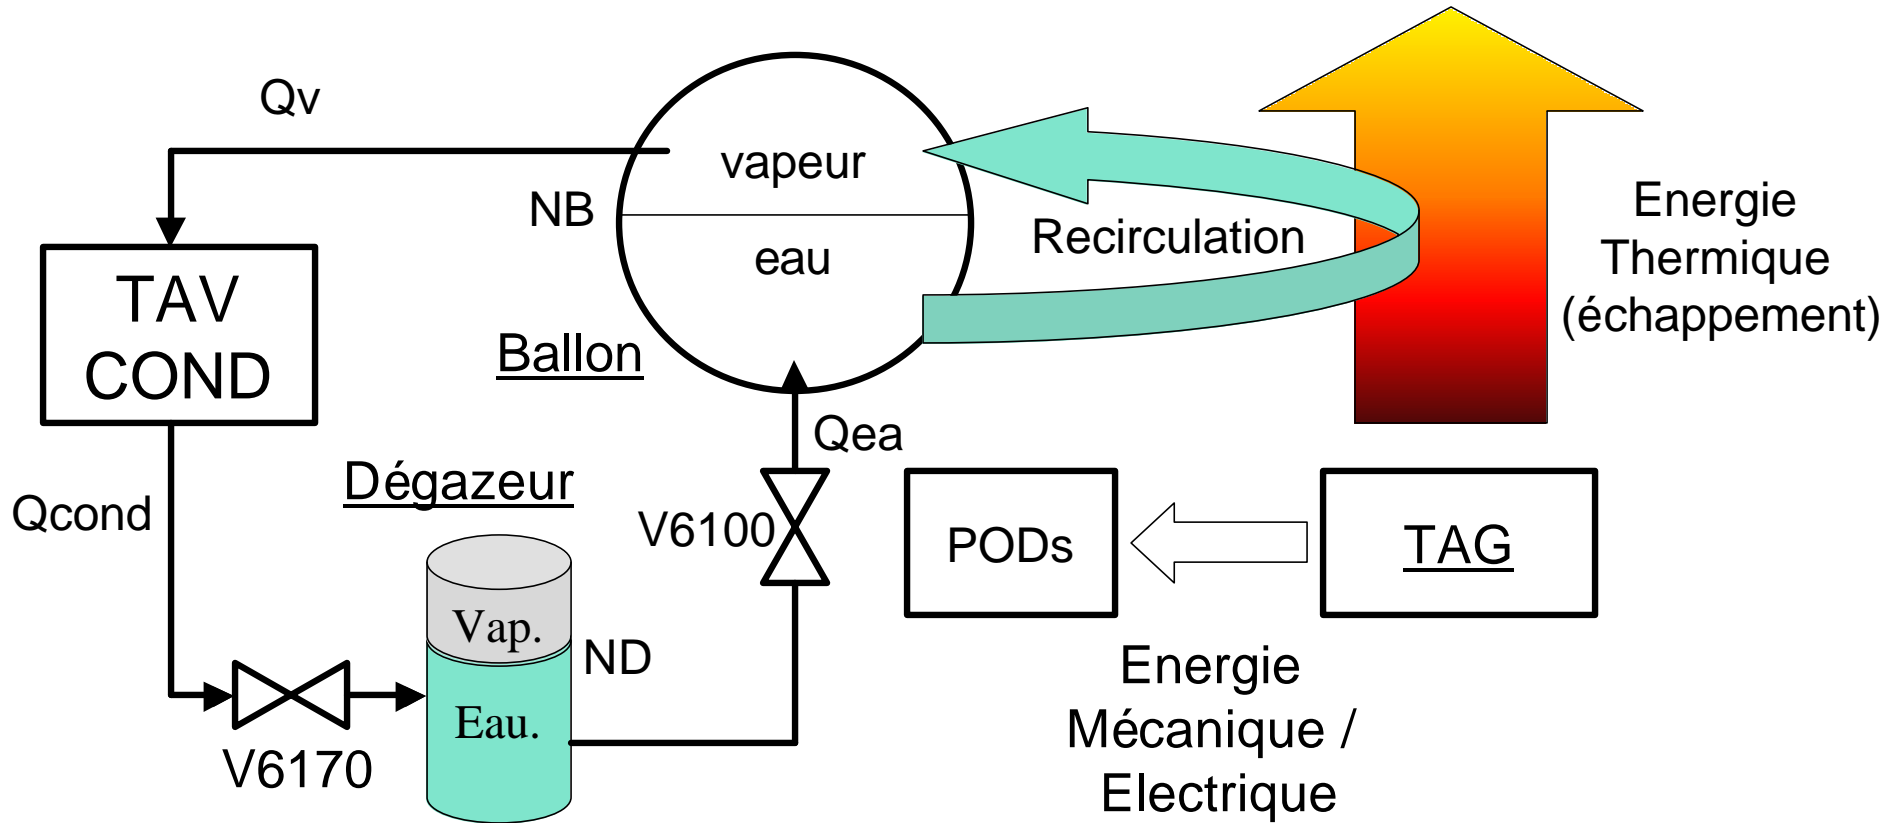 Qv
vapeur
NB
eau
Recirculation
Energie
Thermique
(échappement)
TAV
COND
Ballon
Qea
Dégazeur
Qcond
V6100
PODs
TAG
Vap.
ND
Eau.
V6170
Energie
Mécanique /
Electrique